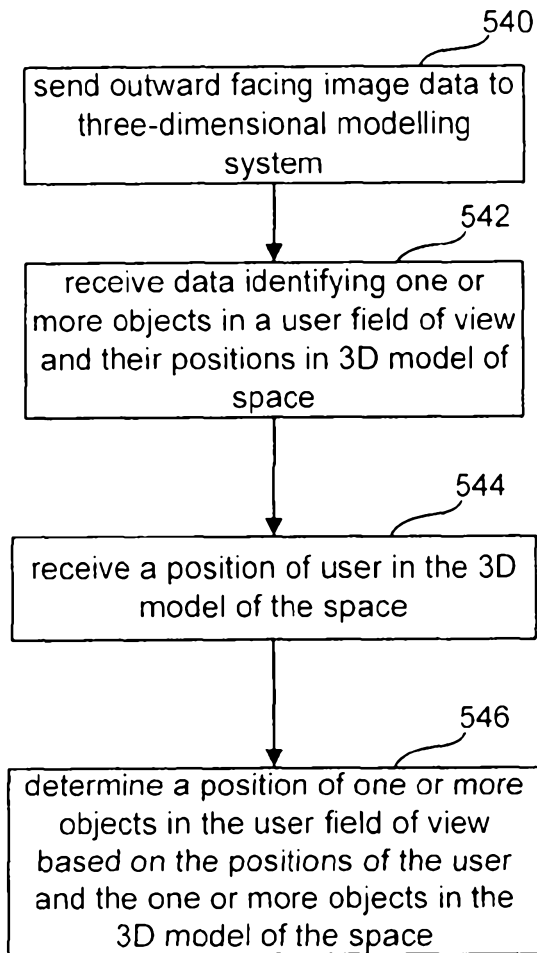 540
send outward facing image data to
three-dimensional modelling
system
542
receive data identifying one or
more objects in a user field of view
and their positions in 3D model of
space
544
receive a position of user in the 3D
model of the space
546
determine a position of one or more
objects in the user field of view
based on the positions of the user
and the one or more objects in the
3D model of the space